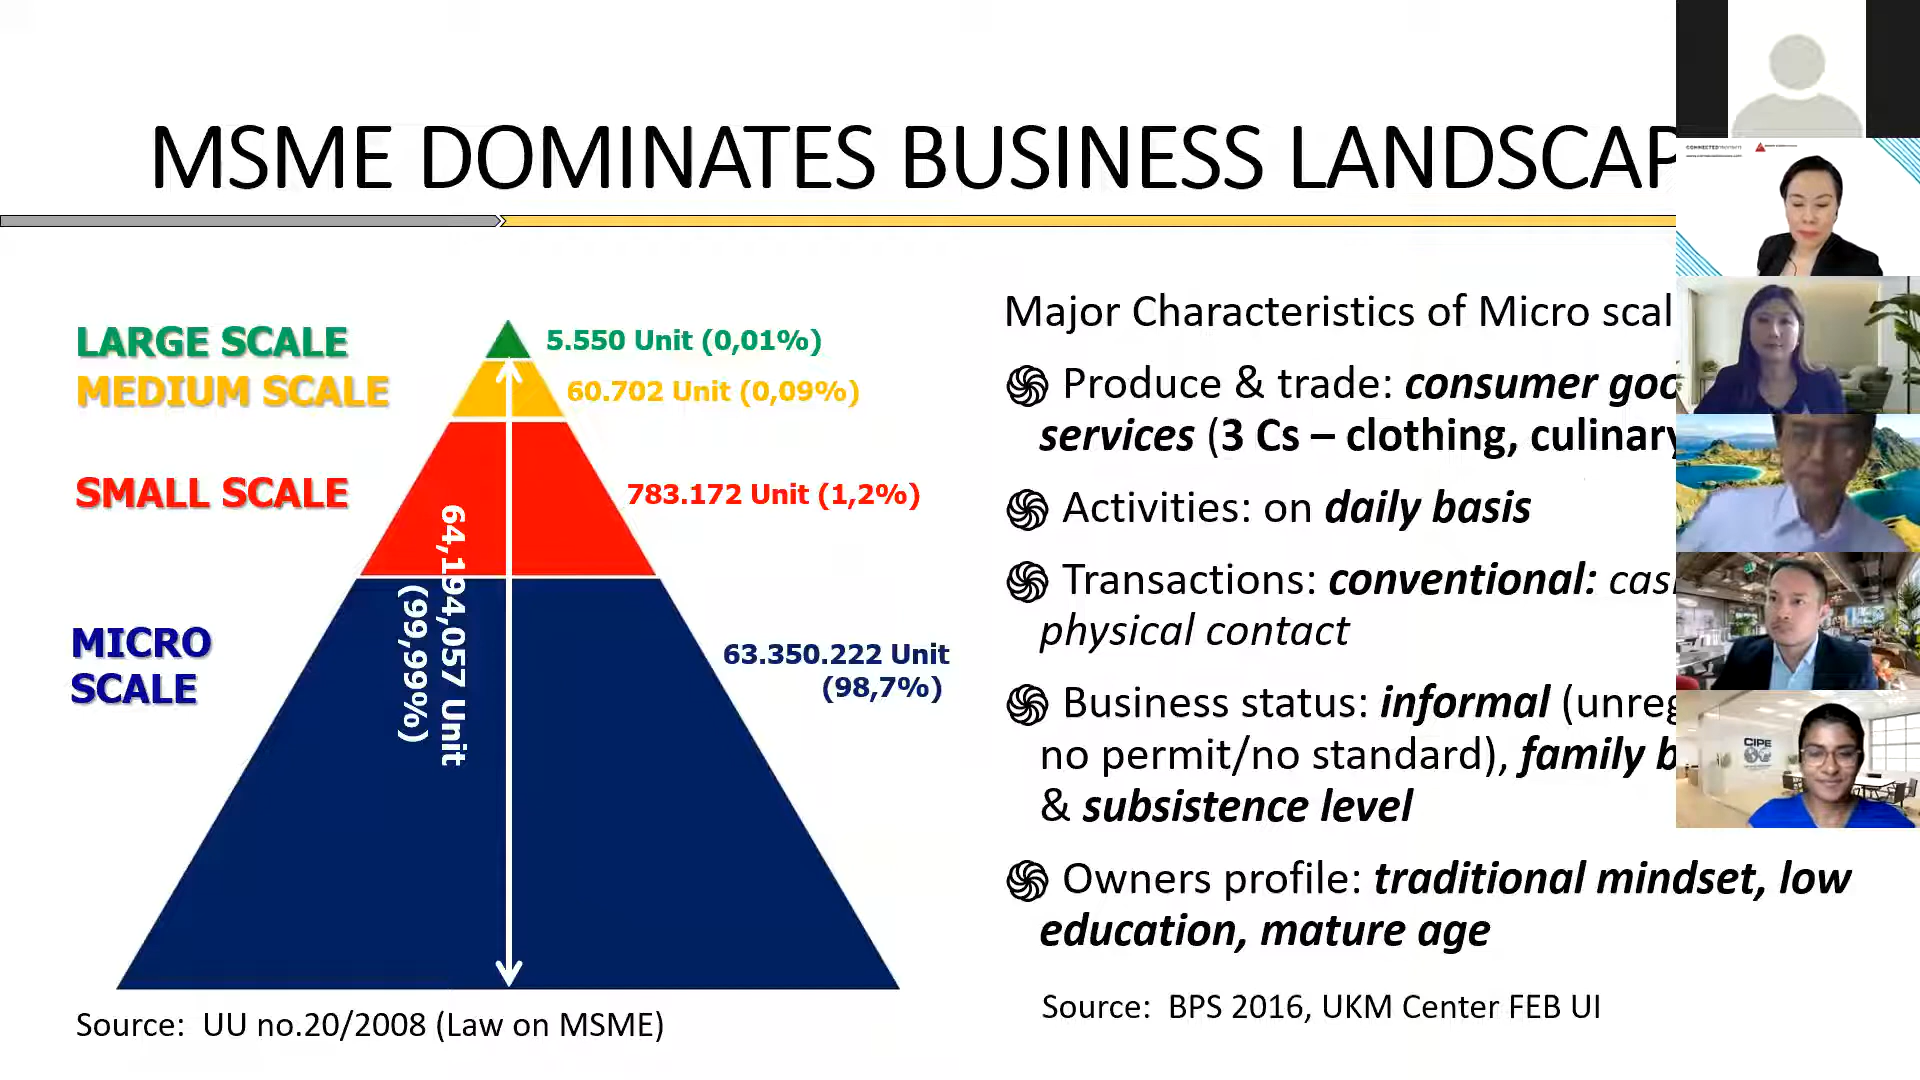 MSME DOMINATES BUSINESS LANDSCAP
LARGE SCALE
5.550 Unit (0,01%)
MEDIUM SCALE
60.702 Unit (0,09%)
SMALL SCALE
783.172 Unit (1,2%)
MICRO
SCALE
63.350.222 Unit
(98,7%)
64,194,057 Unit
(99,99%)
Source: UU no.20/2008 (Law on MSME)
Major Characteristics of Micro scal
Produce & trade: consumer goo
services (3 Cs – clothing, culinary
Activities: on daily basis
Transactions: conventional: cas
physical contact
Business status: informal (unreg
no permit/no standard), family b
& subsistence level
Owners profile: traditional mindset, low
education, mature age
Source: BPS 2016, UKM Center FEB UI
CIPE